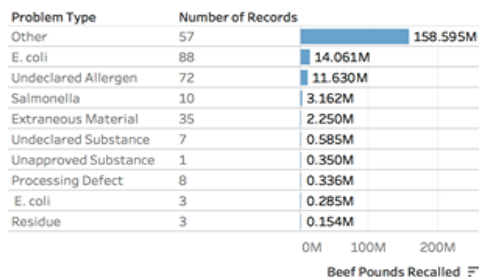 Problem Type Number of Records
Other 57 158.595M
E. coli 88 14.061M
Undeclared Allergen 72 11.630M
Salmonella 10 3.162M
Extraneous Material 35 2.250M
Undeclared Substance 7 0.585M
Unapproved Substance 1 0.350M
Processing Defect 8 0.336M
E. coli 3 0.285M
Residue 3 0.154M
0M 100M 200M
Beef Pounds Recalled